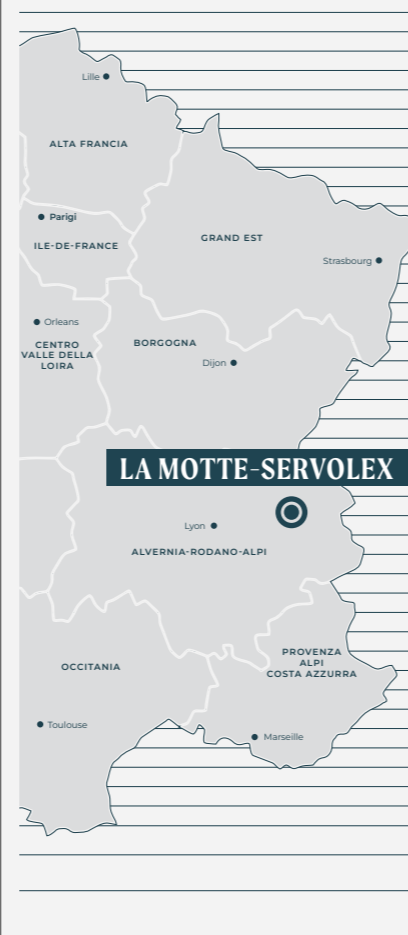 Lille
ALTA FRANCIA
Parigi
ILE-DE-FRANCE
GRAND EST
Strasbourg
Orleans
CENTRO
VALLE DELLA
LOIRA
BORGOGNA
Dijon
LA MOTTE-SERVOLEX
Lyon
ALVERNIA-RODANO-ALPI
PROVENZA
ALPI
COSTA AZZURRA
OCCITANIA
Toulouse
Marseille